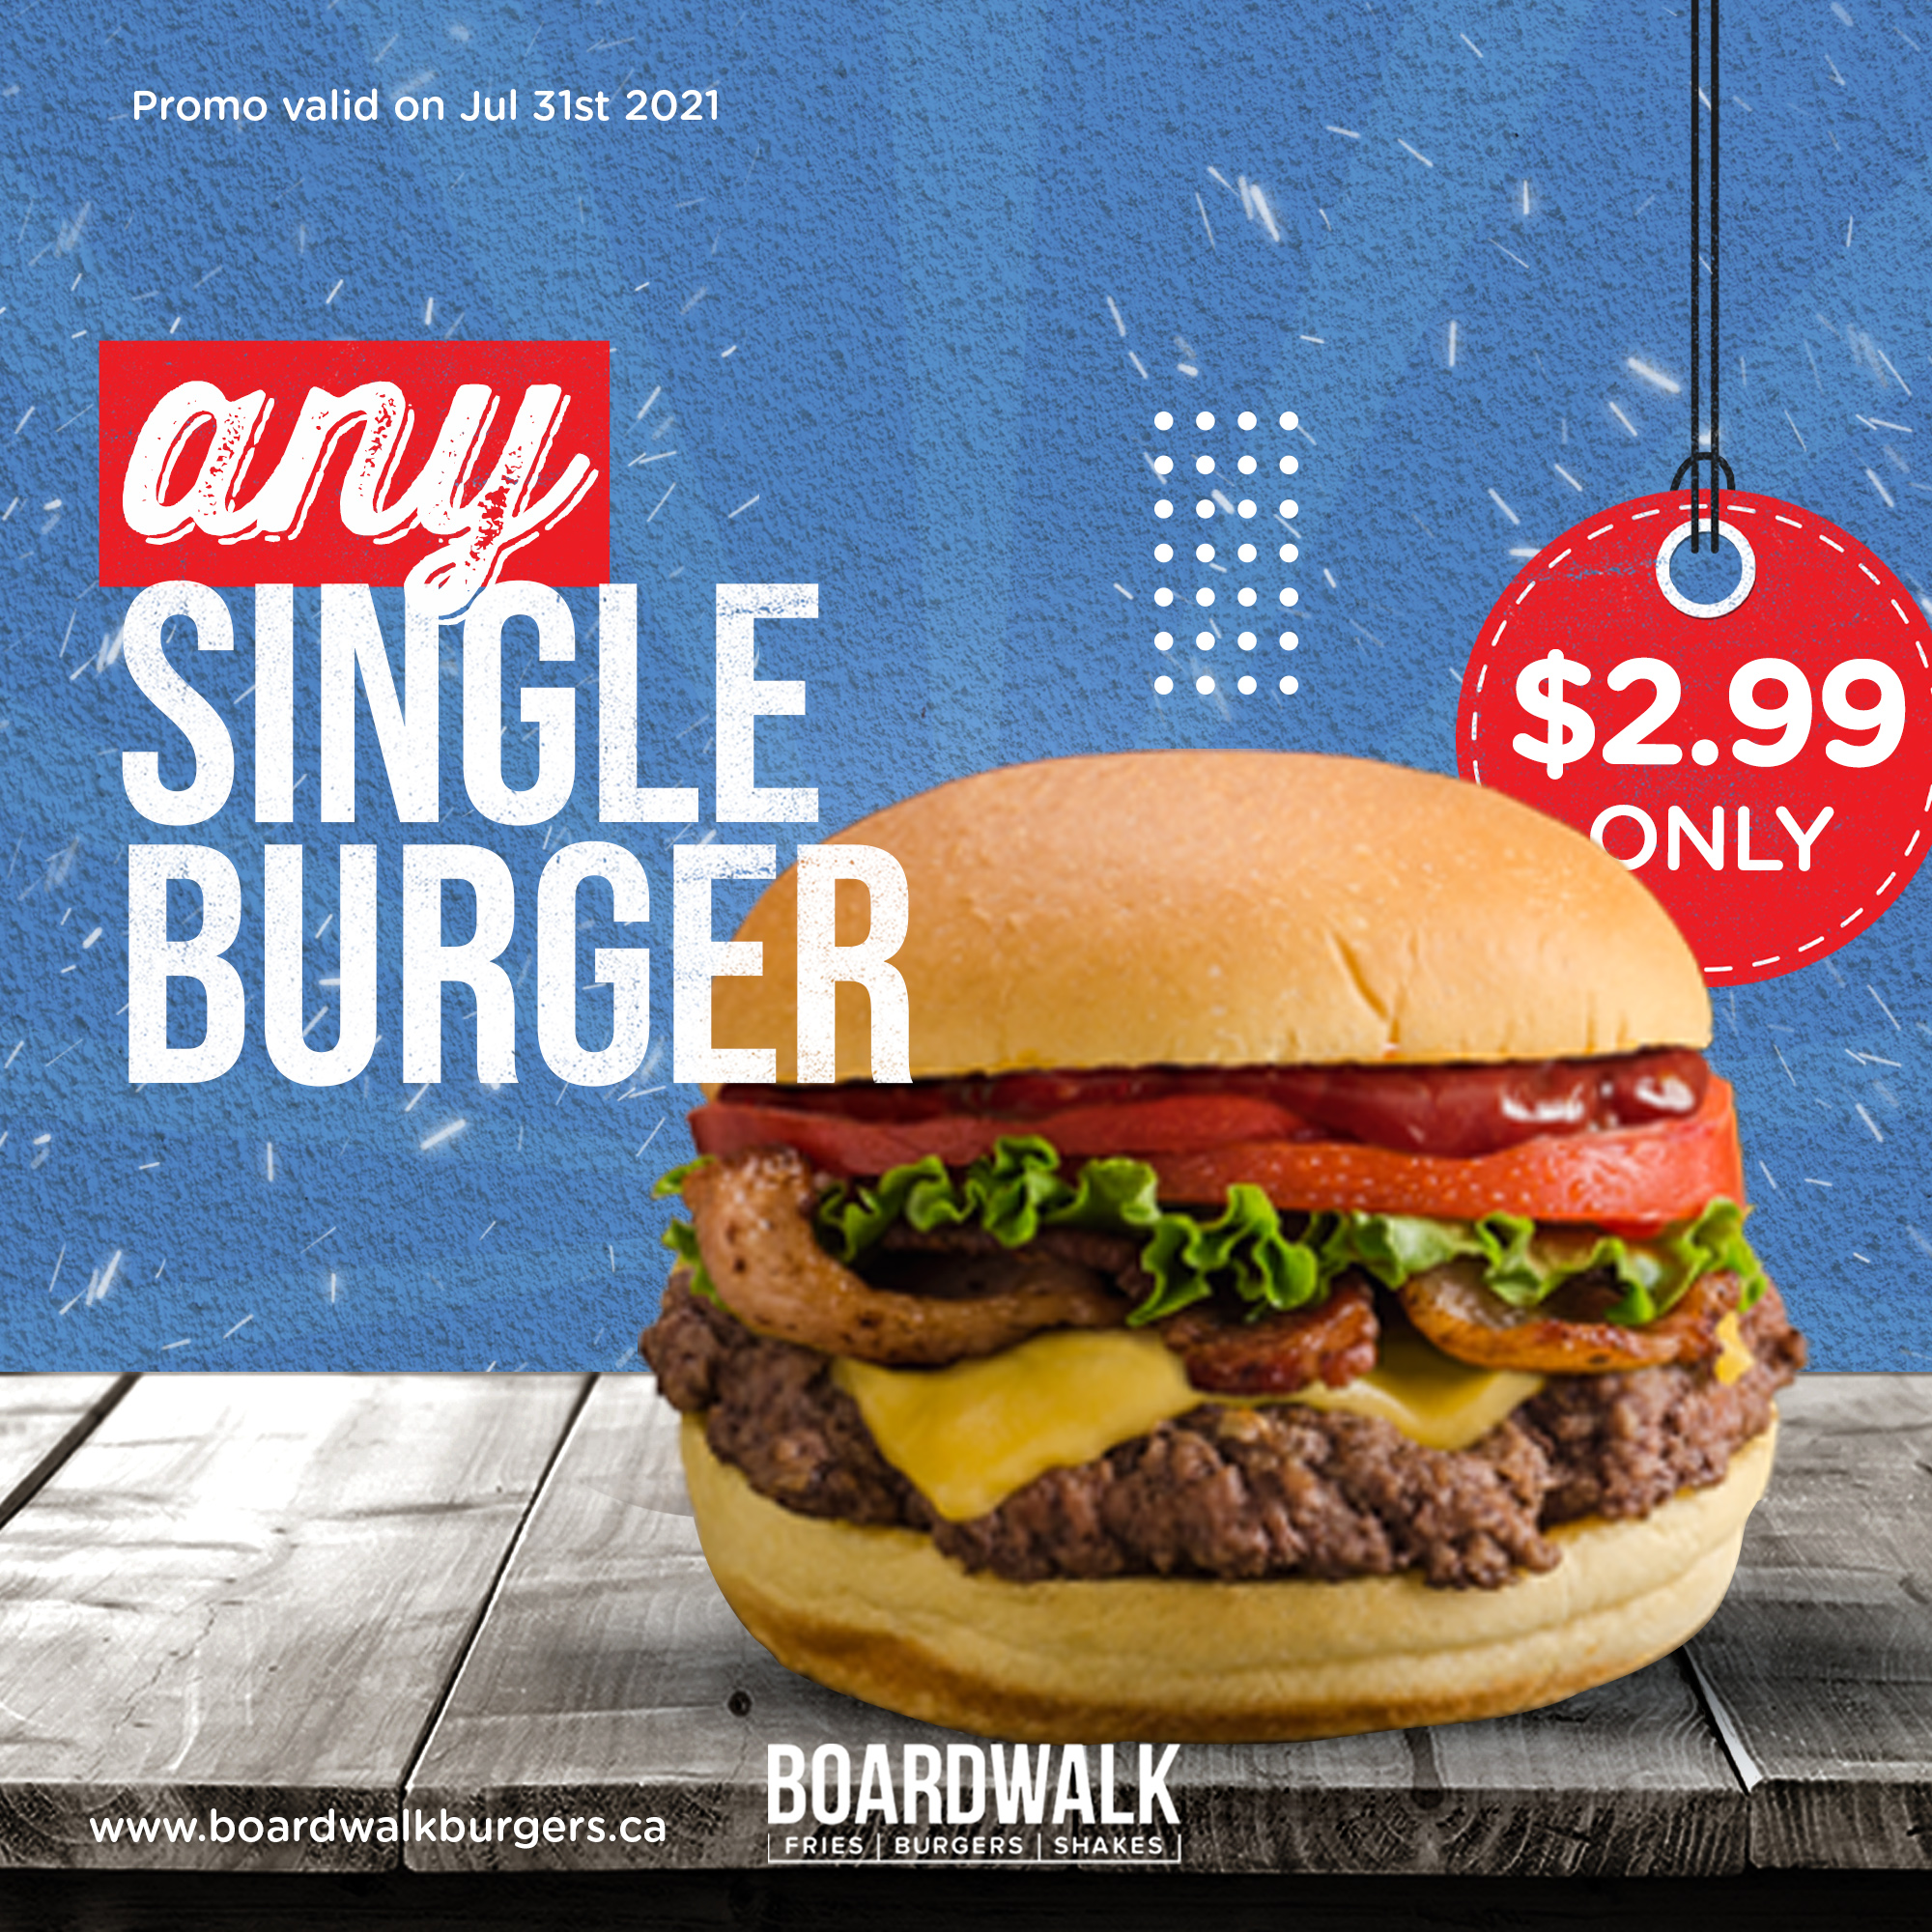 Promo valid on Jul 31st 2021
any
SINGLE
BURGER
$2.99
ONLY
www.boardwalkburgers.ca
BOARDWALK
FRIES | BURGERS | SHAKES